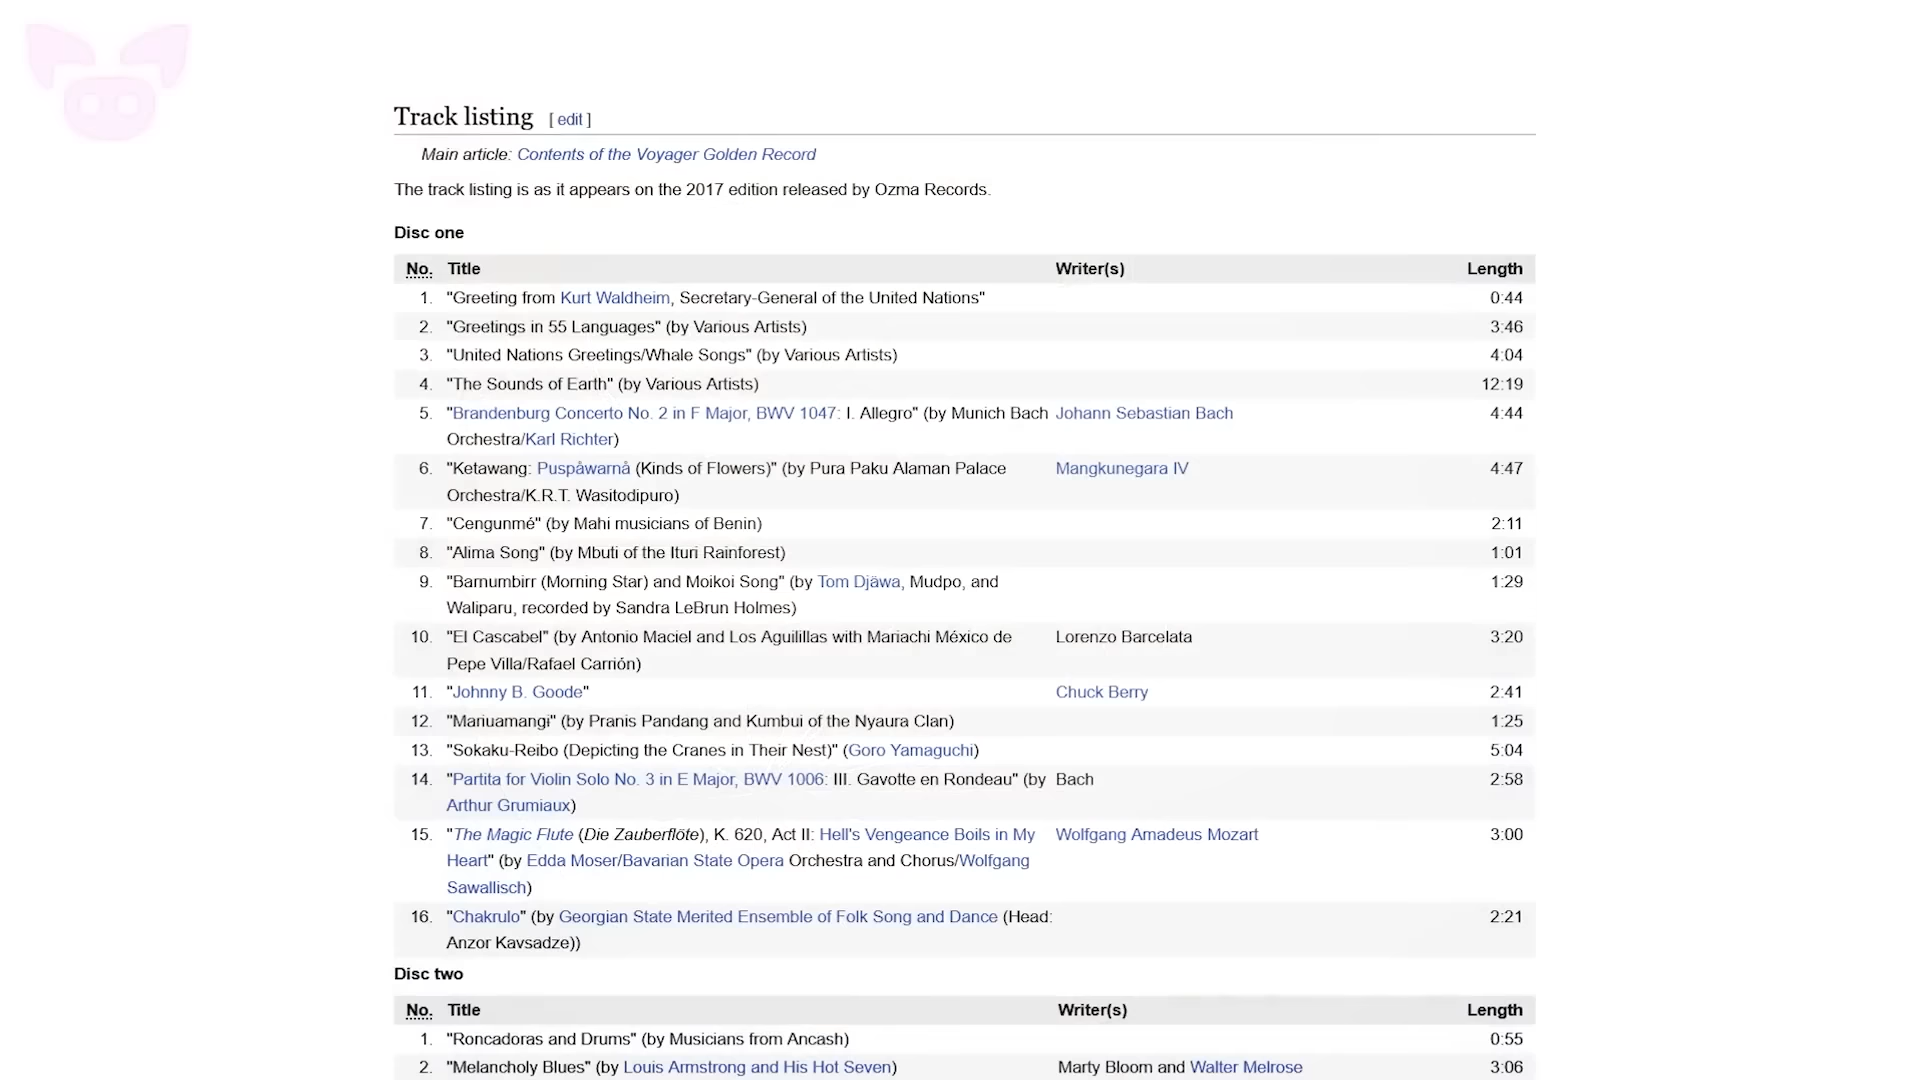 Track listing [ edit ]
Main article: Contents of the Voyager Golden Record
The track listing is as it appears on the 2017 edition released by Ozma Records.
Disc one
No. Title Writer(s) Length
1. "Greeting from Kurt Waldheim, Secretary-General of the United Nations" 0:44
2. "Greetings in 55 Languages" (by Various Artists) 3:46
3. "United Nations Greetings/Whale Songs" (by Various Artists) 4:04
4. "The Sounds of Earth" (by Various Artists) 12:19
5. "Brandenburg Concerto No. 2 in F Major, BWV 1047: I. Allegro" (by Munich Bach Johann Sebastian Bach 4:44
Orchestra/Karl Richter)
6. "Ketawang: Puspåwarnå (Kinds of Flowers)" (by Pura Paku Alaman Palace Mangkunegara IV 4:47
Orchestra/K.R.T. Wasitodipuro)
7. "Cengunmé" (by Mahi musicians of Benin) 2:11
8. "Alima Song" (by Mbuti of the Ituri Rainforest) 1:01
9. "Barnumbirr (Morning Star) and Moikoi Song" (by Tom Djäwa, Mudpo, and 1:29
Waliparu, recorded by Sandra LeBrun Holmes)
10. "El Cascabel" (by Antonio Maciel and Los Aguilillas with Mariachi México de Lorenzo Barcelata 3:20
Pepe Villa/Rafael Carrión)
11. "Johnny B. Goode" Chuck Berry 2:41
12. "Mariuamangɨ" (by Pranis Pandang and Kumbui of the Nyaura Clan) 1:25
13. "Sokaku-Reibo (Depicting the Cranes in Their Nest)" (Goro Yamaguchi) 5:04
14. "Partita for Violin Solo No. 3 in E Major, BWV 1006: III. Gavotte en Rondeau" (by Bach 2:58
Arthur Grumiaux)
15. "The Magic Flute (Die Zauberflöte), K. 620, Act II: Hell's Vengeance Boils in My Wolfgang Amadeus Mozart 3:00
Heart" (by Edda Moser/Bavarian State Opera Orchestra and Chorus/Wolfgang
Sawallisch)
16. "Chakrulo" (by Georgian State Merited Ensemble of Folk Song and Dance (Head: 2:21
Anzor Kavsadze))
Disc two
No. Title Writer(s) Length
1. "Roncadoras and Drums" (by Musicians from Ancash) 0:55
2. "Melancholy Blues" (by Louis Armstrong and His Hot Seven) Marty Bloom and Walter Melrose 3:06